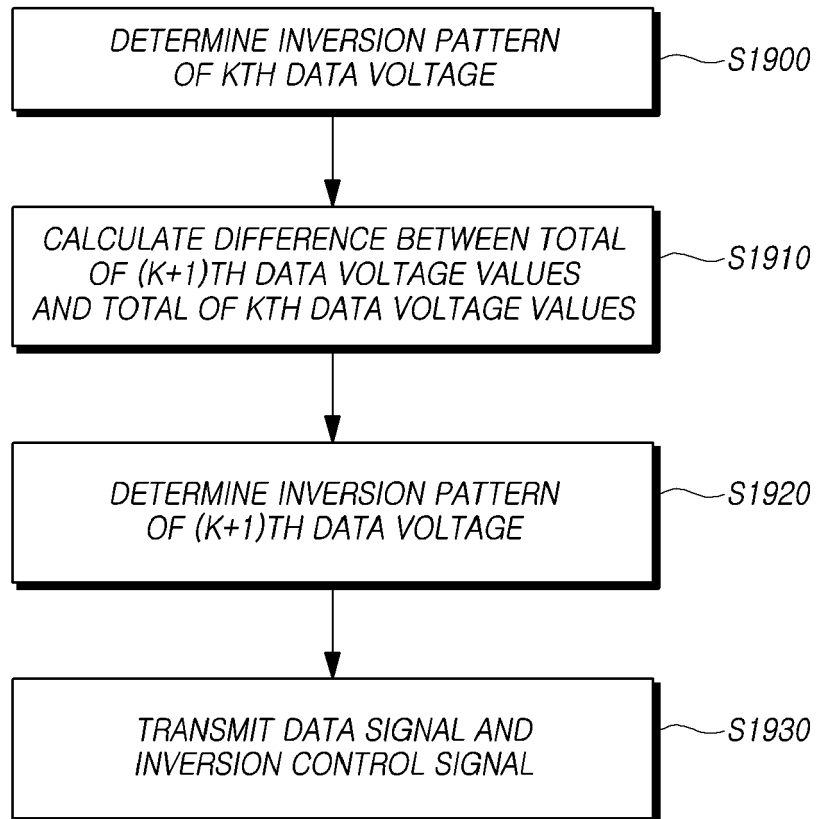 DETERMINE INVERSION PATTERN
OF KTH DATA VOLTAGE
S1900
CALCULATE DIFFERENCE BETWEEN TOTAL
OF (K+1)TH DATA VOLTAGE VALUES
AND TOTAL OF KTH DATA VOLTAGE VALUES
S1910
DETERMINE INVERSION PATTERN
OF (K+1)TH DATA VOLTAGE
S1920
TRANSMIT DATA SIGNAL AND
INVERSION CONTROL SIGNAL
S1930